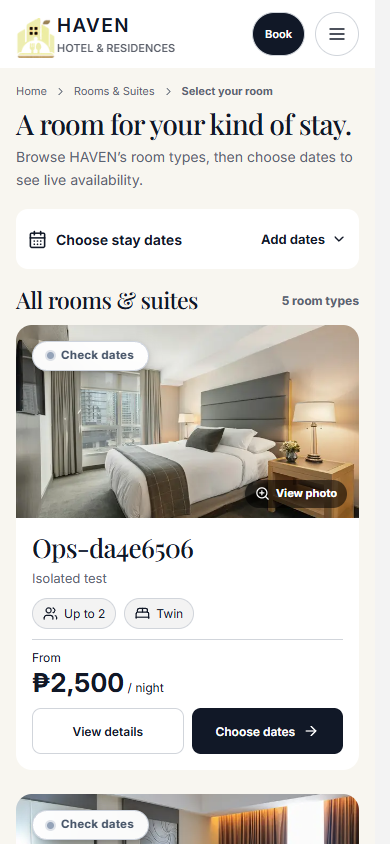 HAVEN
HOTEL & RESIDENCES
Book
Home > Rooms & Suites > Select your room
A room for your kind of stay.
Browse HAVEN’s room types, then choose dates to
see live availability.
Choose stay dates
Add dates
All rooms & suites
5 room types
Check dates
View photo
Ops-da4e6506
Isolated test
Up to 2
Twin
From
₱2,500 / night
View details
Choose dates →
Check dates